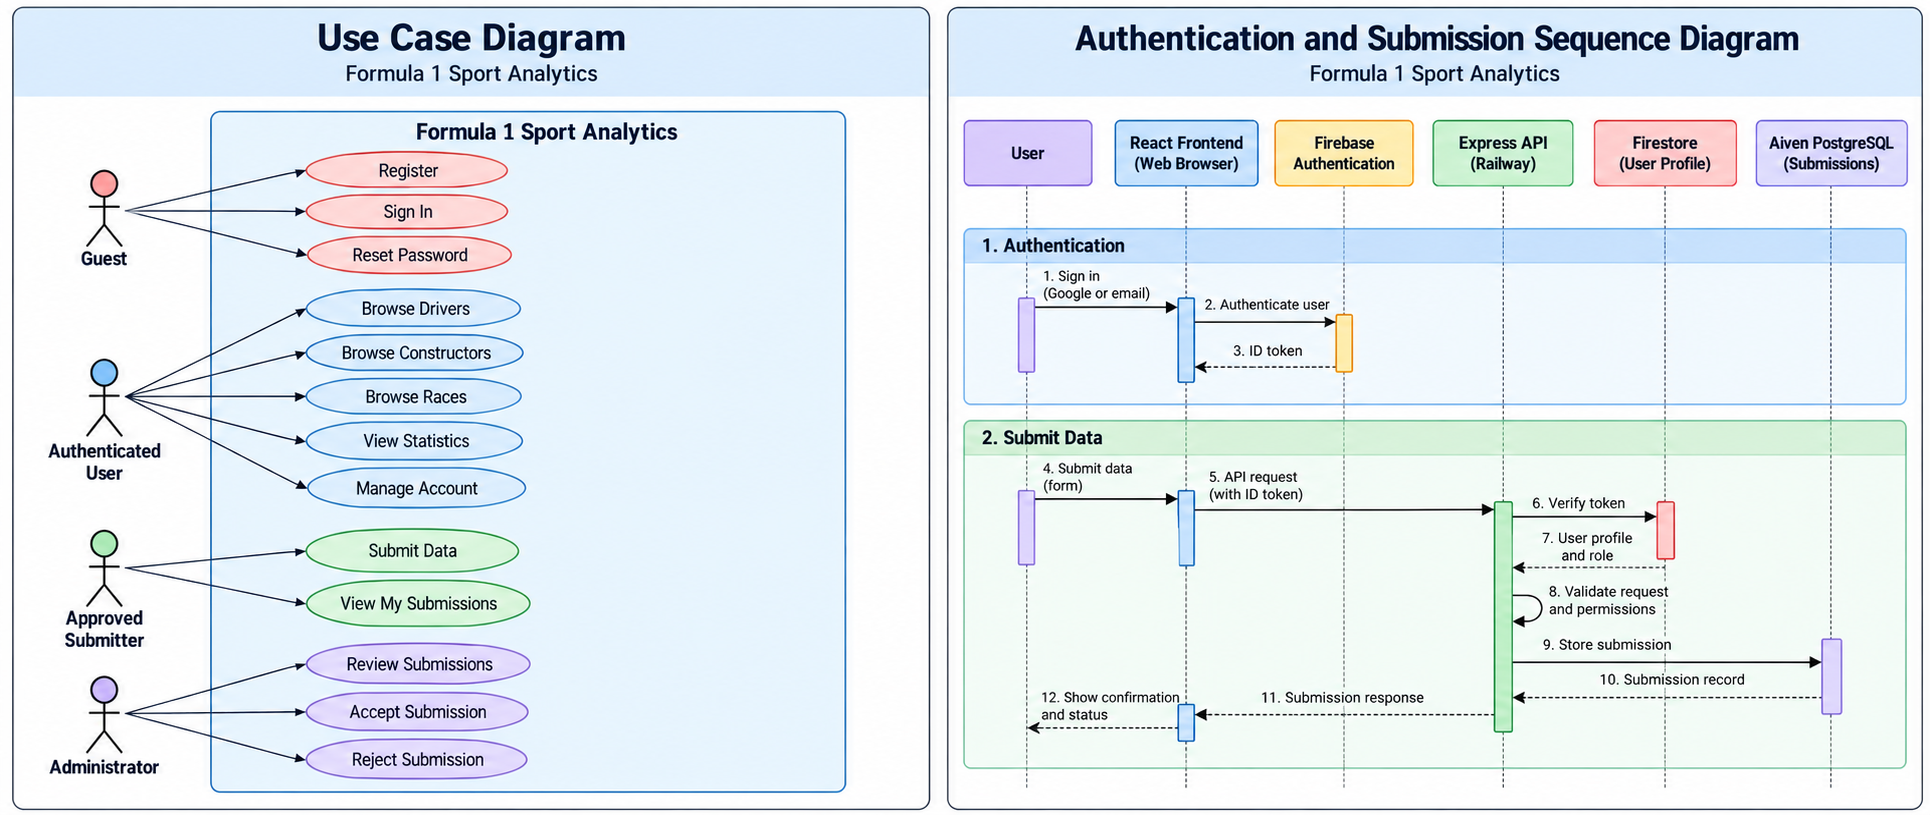 Use Case Diagram
Formula 1 Sport Analytics
Formula 1 Sport Analytics
Guest
Register
Sign In
Reset Password
Authenticated
User
Browse Drivers
Browse Constructors
Browse Races
View Statistics
Manage Account
Approved
Submitter
Submit Data
View My Submissions
Administrator
Review Submissions
Accept Submission
Reject Submission
Authentication and Submission Sequence Diagram
Formula 1 Sport Analytics
User
React Frontend
(Web Browser)
Firebase
Authentication
Express API
(Railway)
Firestore
(User Profile)
Aiven PostgreSQL
(Submissions)
1. Authentication
1. Sign in
(Google or email)
2. Authenticate user
3. ID token
2. Submit Data
4. Submit data
(form)
5. API request
(with ID token)
6. Verify token
7. User profile
and role
8. Validate request
and permissions
9. Store submission
10. Submission record
11. Submission response
12. Show confirmation
and status